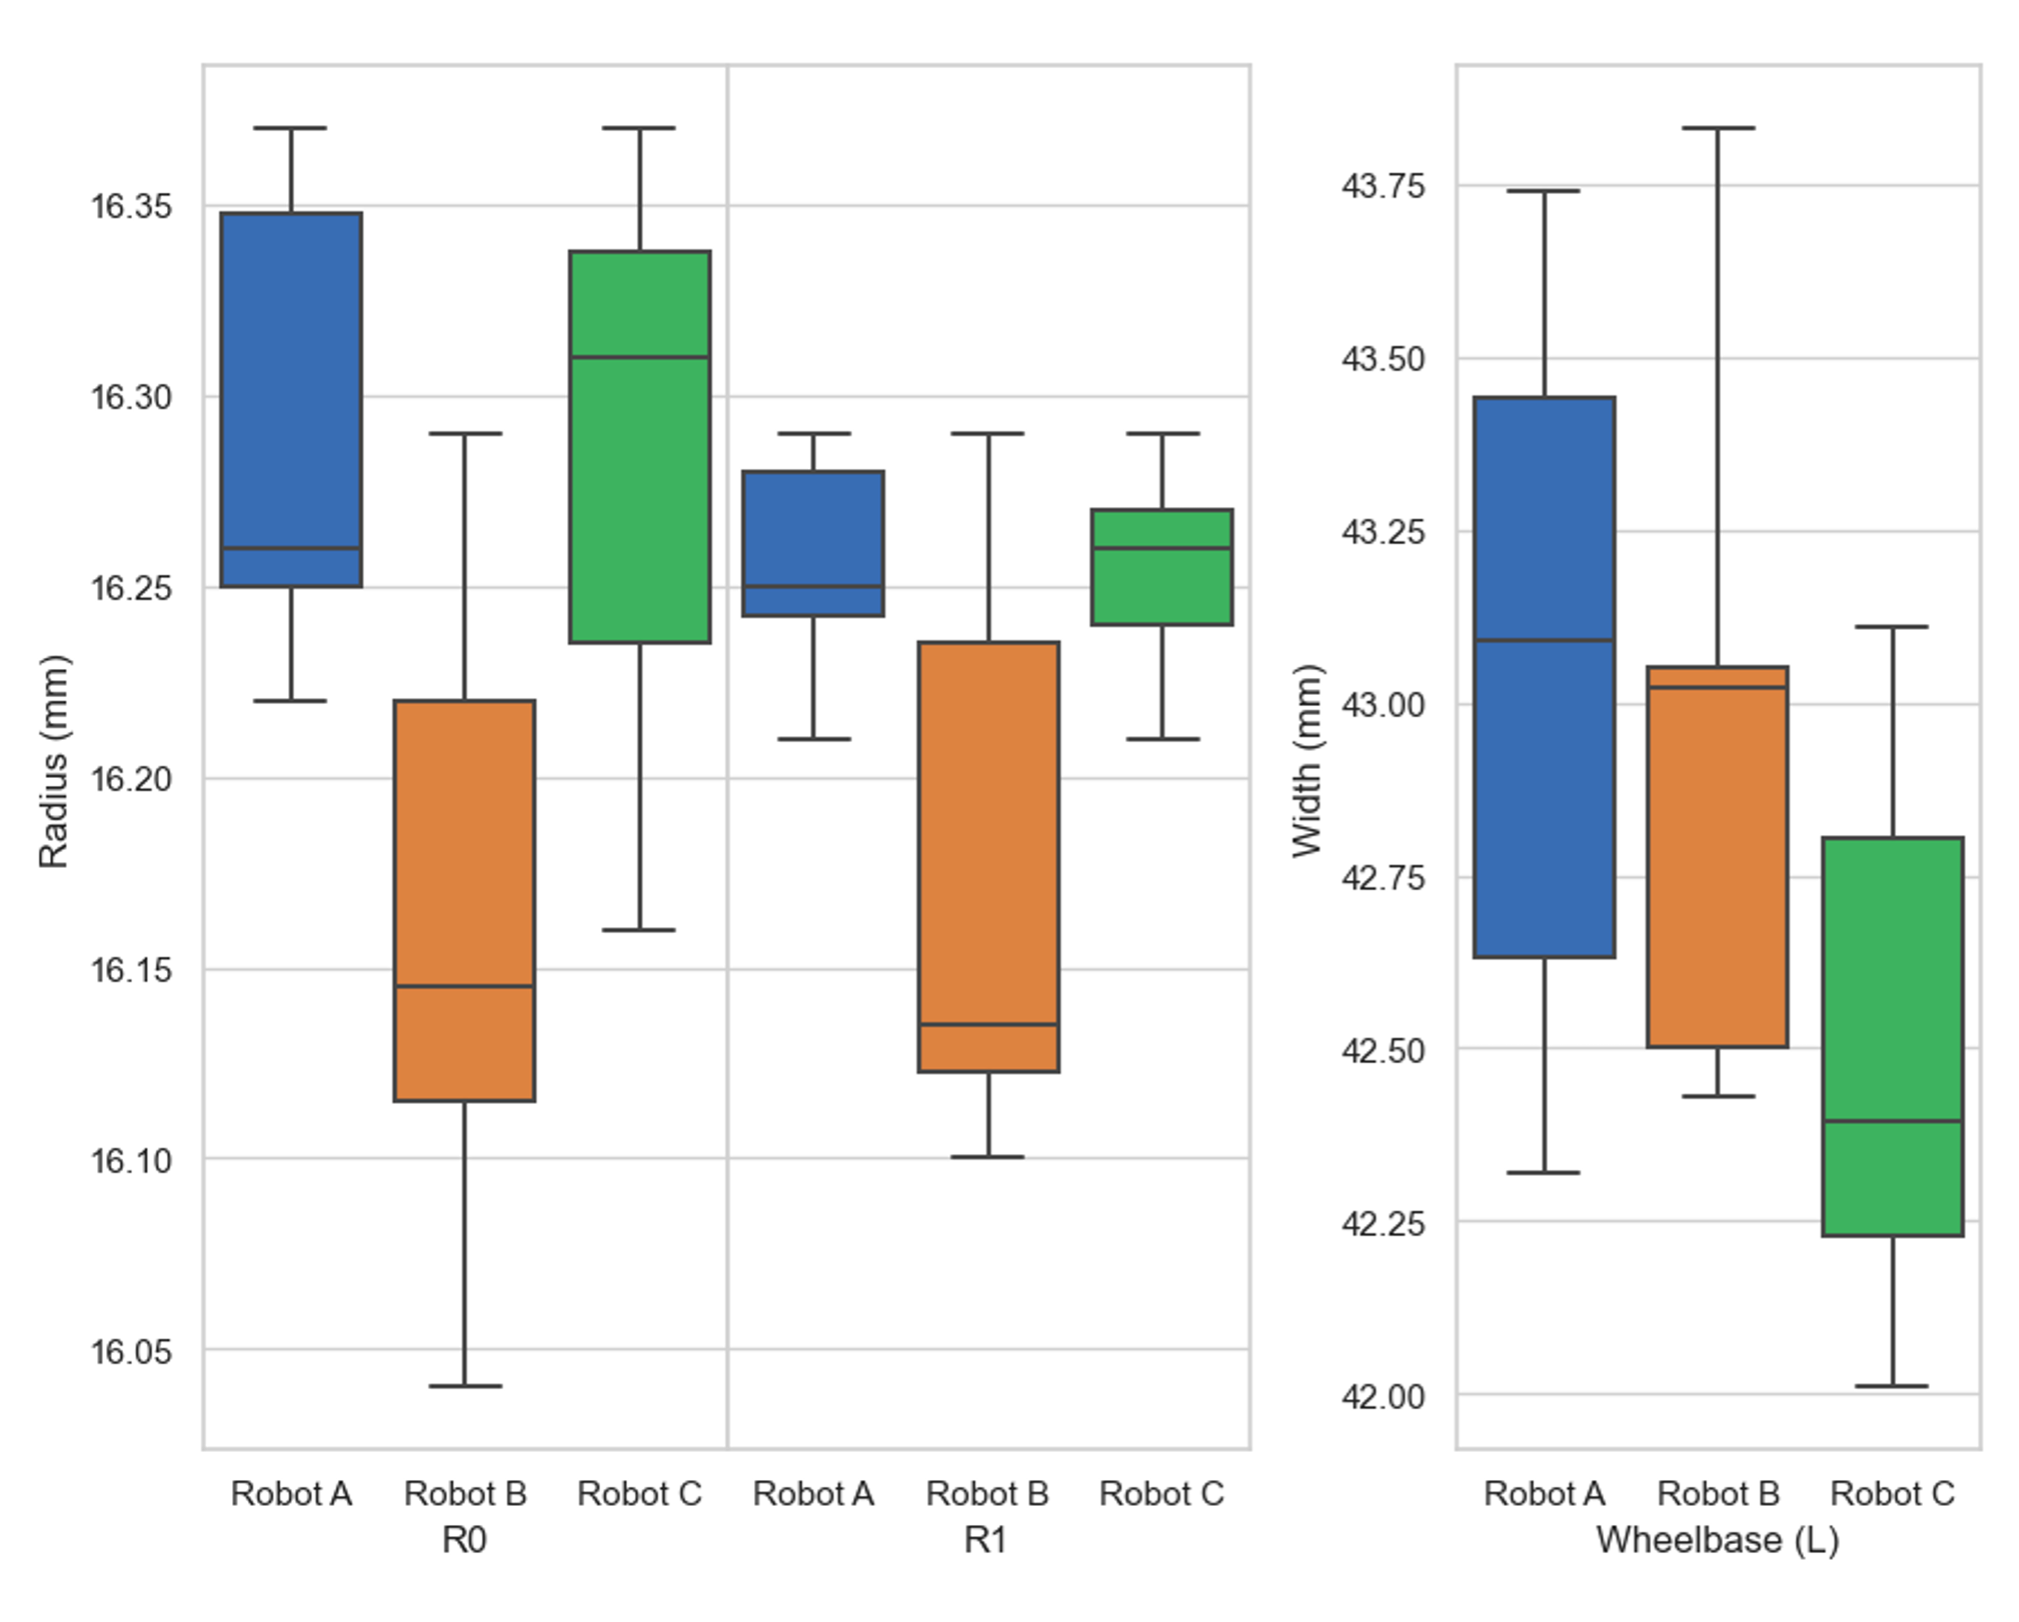 Radius (mm)
16.35
16.30
16.25
16.20
16.15
16.10
16.05
Robot A Robot B Robot C Robot A Robot B Robot C
R0 R1
Width (mm)
43.75
43.50
43.25
43.00
42.75
42.50
42.25
42.00
Robot A Robot B Robot C
Wheelbase (L)